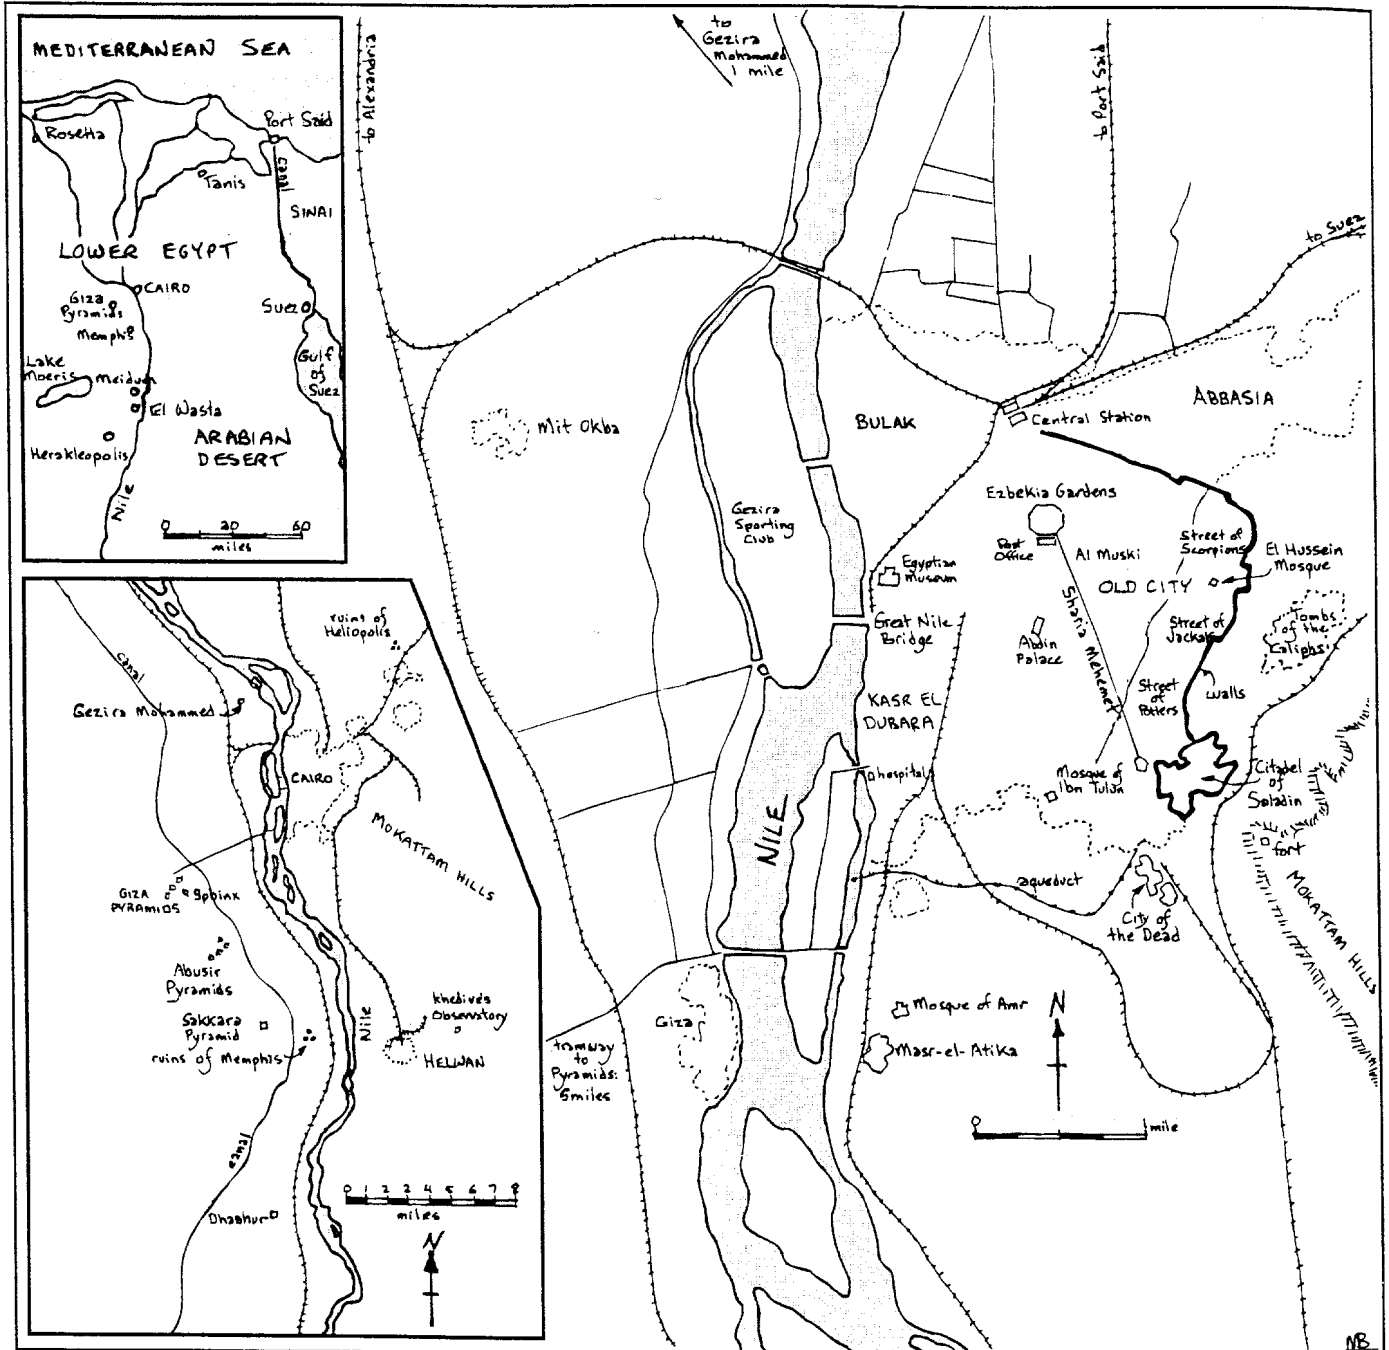 MEDITERRANEAN SEA
Rosetta
Port Said
canal
Tanis
SINAI
LOWER EGYPT
CAIRO
Giza
Pyramids
Memphis
Suez
Lake
Moeris
Meidum
Gulf
of
Suez
El Wasta
ARABIAN
DESERT
Herakleopolis
Nile
0 30 60
miles
ruins of
Heliopolis
canal
Gezira Mohammed
CAIRO
MOKATTAM HILLS
GIZA
PYRAMIDS
Sphinx
Abusir
Pyramids
Sakkara
Pyramid
ruins of Memphis
Nile
Khedive's
Observatory
HELWAN
canal
Dhashur
0 1 2 3 4 5 6 7 8
miles
N
to Alexandria
to
Gezira
Mohammed
1 mile
to Port Said
to Suez
Mit Okba
BULAK
Central Station
ABBASIA
Gezira
Sporting
Club
Ezbekia Gardens
Post
Office
Al Muski
Street of
Scorpions
El Hussein
Mosque
Egyptian
Museum
OLD CITY
Great Nile
Bridge
Sharia Mehemet
Abdin
Palace
Street of
Jackals
Tombs
of the
Caliphs
KASR EL
DUBARA
Street
of
Potters
walls
hospital
Mosque of
Ibn Tulun
Citadel
of
Saladin
NILE
fort
aqueduct
City of
the Dead
MOKATTAM HILLS
Giza
Mosque of Amr
N
Masr-el-Atika
tramway
to
Pyramids:
5miles
0 mile
MB